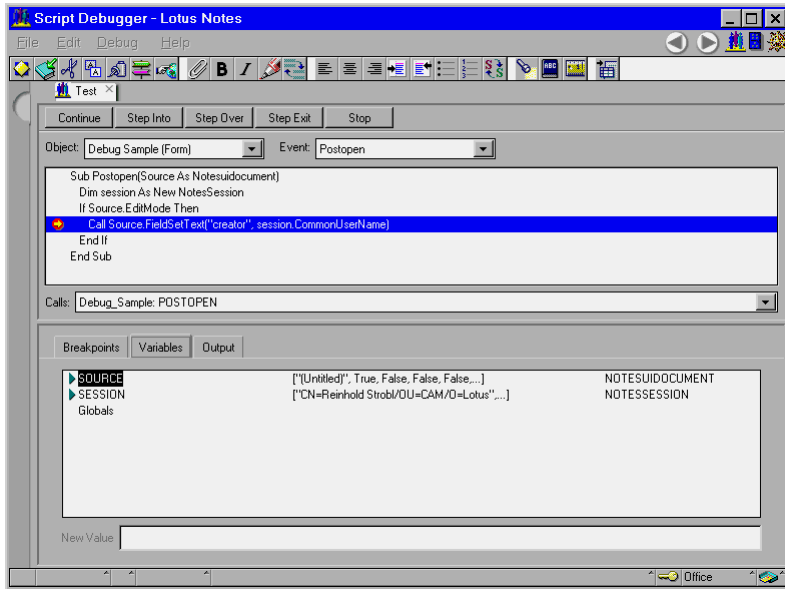 Script Debugger - Lotus Notes
File Edit Debug Help
Test
Continue Step Into Step Over Step Exit Stop
Object: Debug Sample (Form) Event: Postopen
Sub Postopen(Source As Notesuidocument)
Dim session As New NotesSession
If Source.EditMode Then
Call Source.FieldSetText("creator", session.CommonUserName)
End If
End Sub
Calls: Debug_Sample: POSTOPEN
Breakpoints Variables Output
SOURCE ["(Untitled)", True, False, False, False,...] NOTESUIDOCUMENT
SESSION ["CN=Reinhold Strobl/OU=CAM/O=Lotus",...] NOTESSESSION
Globals
New Value
Office